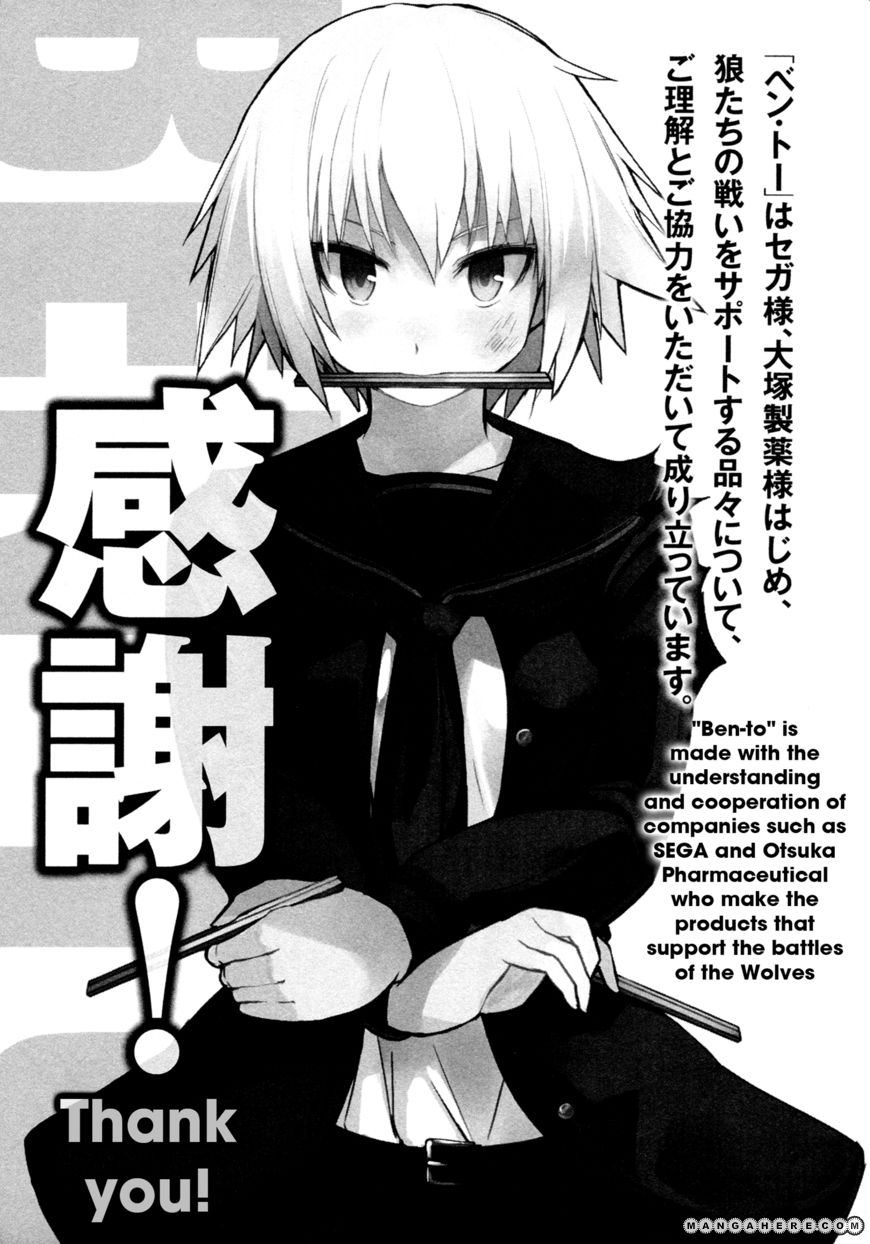 「ベン・トー」はセガ様、大塚製薬様はじめ、
狼たちの戦いをサポートする品々について、
ご理解とご協力をいただいて成り立っています。
"Ben-to" is
made with the
understanding
and cooperation of
companies such as
SEGA and Otsuka
Pharmaceutical
who make the
products that
support the battles
of the Wolves
感謝！
Thank
you!
MANGAHERE.COM